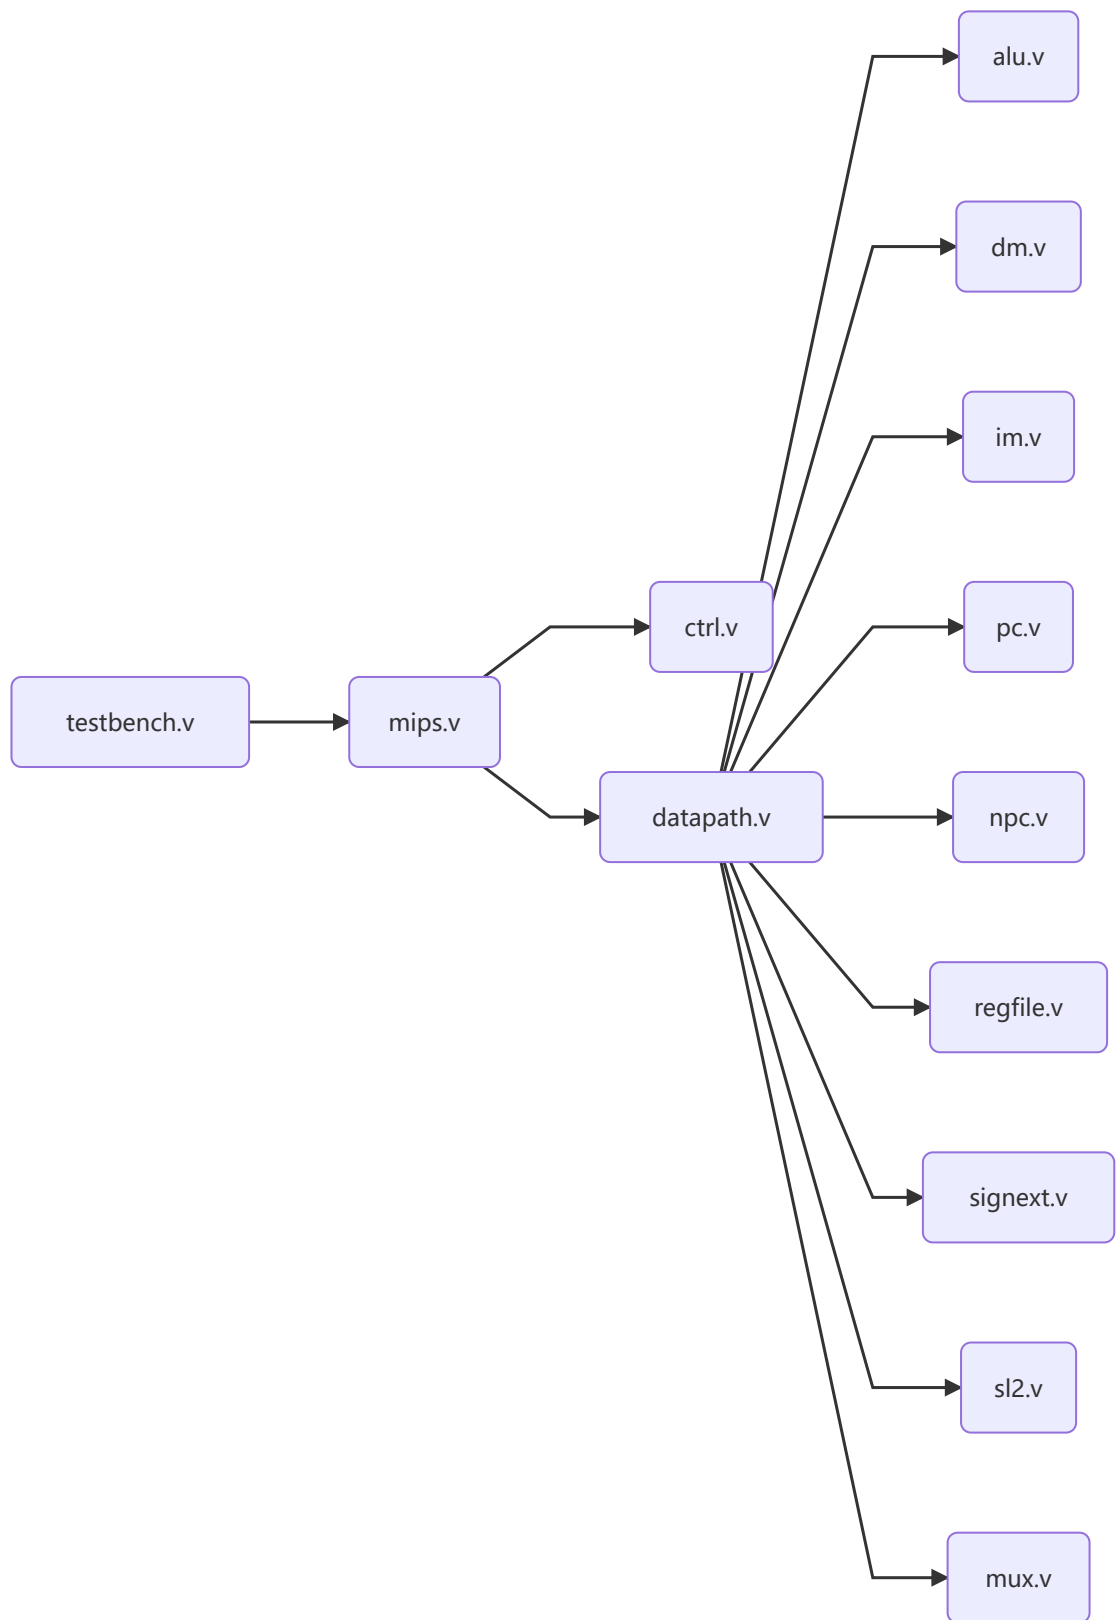 alu.v
dm.v
im.v
ctrl.v
pc.v
testbench.v
mips.v
datapath.v
npc.v
regfile.v
signext.v
sl2.v
mux.v